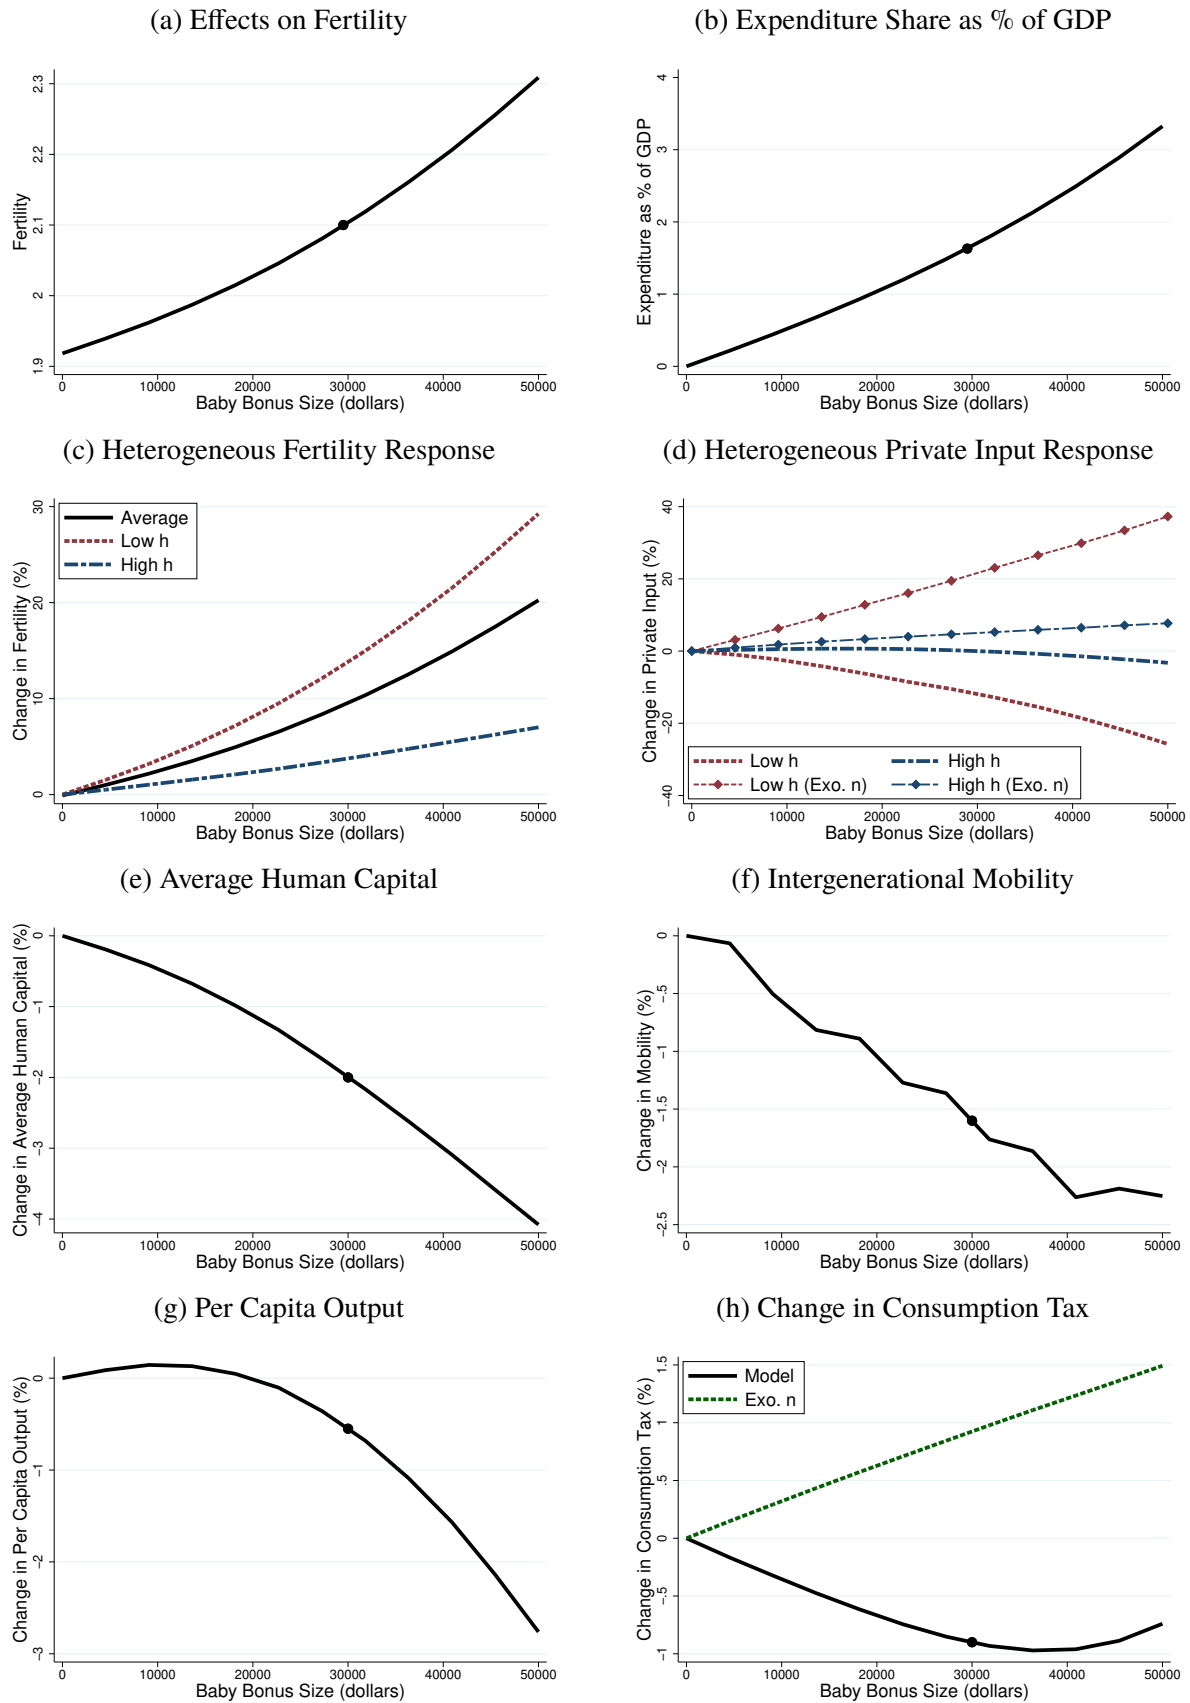 (a) Effects on Fertility
Fertility
1.9 2 2.1 2.2 2.3
0 10000 20000 30000 40000 50000
Baby Bonus Size (dollars)
(b) Expenditure Share as % of GDP
Expenditure as % of GDP
0 1 2 3 4
0 10000 20000 30000 40000 50000
Baby Bonus Size (dollars)
(c) Heterogeneous Fertility Response
Change in Fertility (%)
0 10 20 30
Average
Low h
High h
0 10000 20000 30000 40000 50000
Baby Bonus Size (dollars)
(d) Heterogeneous Private Input Response
Change in Private Input (%)
−40 −20 0 20 40
Low h High h
Low h (Exo. n) High h (Exo. n)
0 10000 20000 30000 40000 50000
Baby Bonus Size (dollars)
(e) Average Human Capital
Change in Average Human Capital (%)
−4 −3 −2 −1 0
0 10000 20000 30000 40000 50000
Baby Bonus Size (dollars)
(f) Intergenerational Mobility
Change in Mobility (%)
−2.5 −2 −1.5 −1 −.5 0
0 10000 20000 30000 40000 50000
Baby Bonus Size (dollars)
(g) Per Capita Output
Change in Per Capita Output (%)
−3 −2 −1 0
0 10000 20000 30000 40000 50000
Baby Bonus Size (dollars)
(h) Change in Consumption Tax
Change in Consumption Tax (%)
−1 −.5 0 .5 1 1.5
Model
Exo. n
0 10000 20000 30000 40000 50000
Baby Bonus Size (dollars)